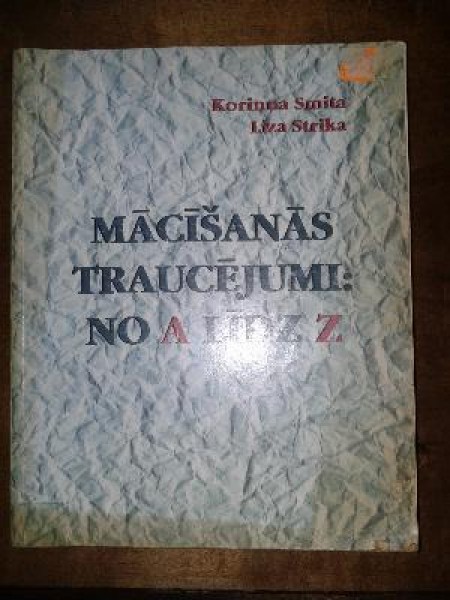 Korinna Smita
Līza Strika
MĀCĪŠANĀS
TRAUCĒJUMI:
NO A LĪDZ Z